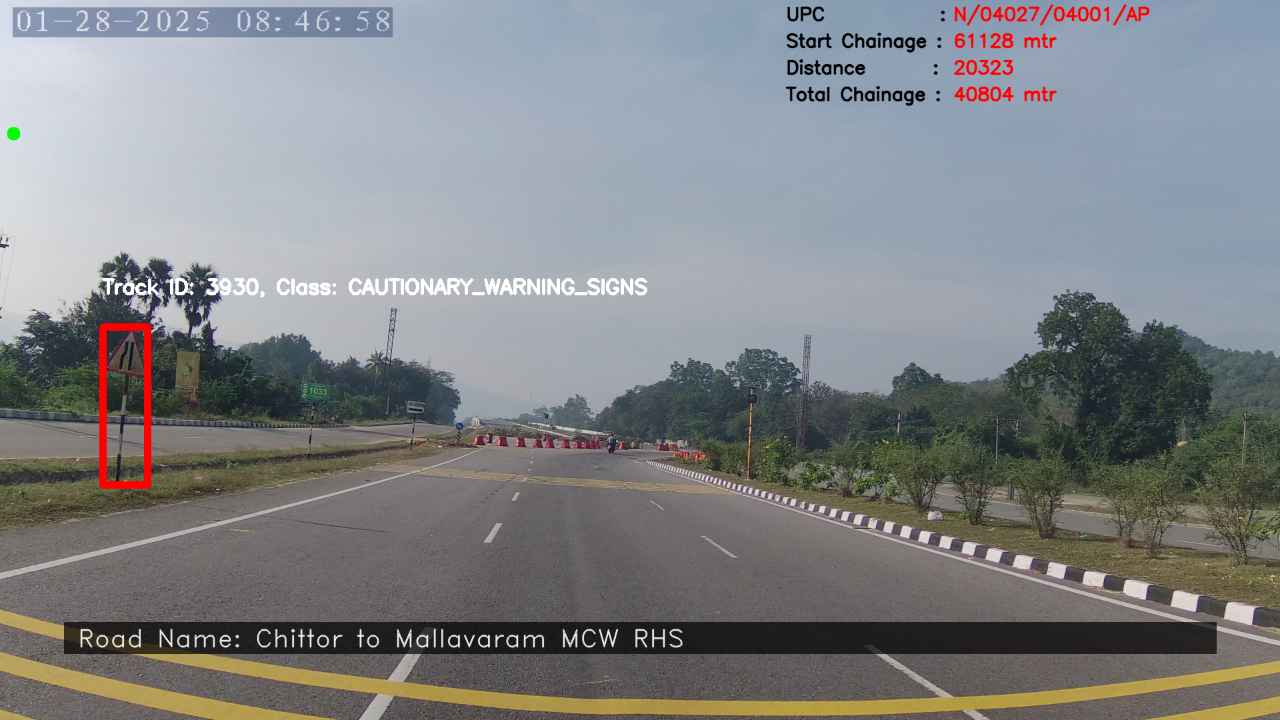 01-28-2025 08:46:58
UPC : N/04027/04001/AP
Start Chainage : 61128 mtr
Distance : 20323
Total Chainage : 40804 mtr
Track ID: 3930, Class: CAUTIONARY_WARNING_SIGNS
Road Name: Chittor to Mallavaram MCW RHS